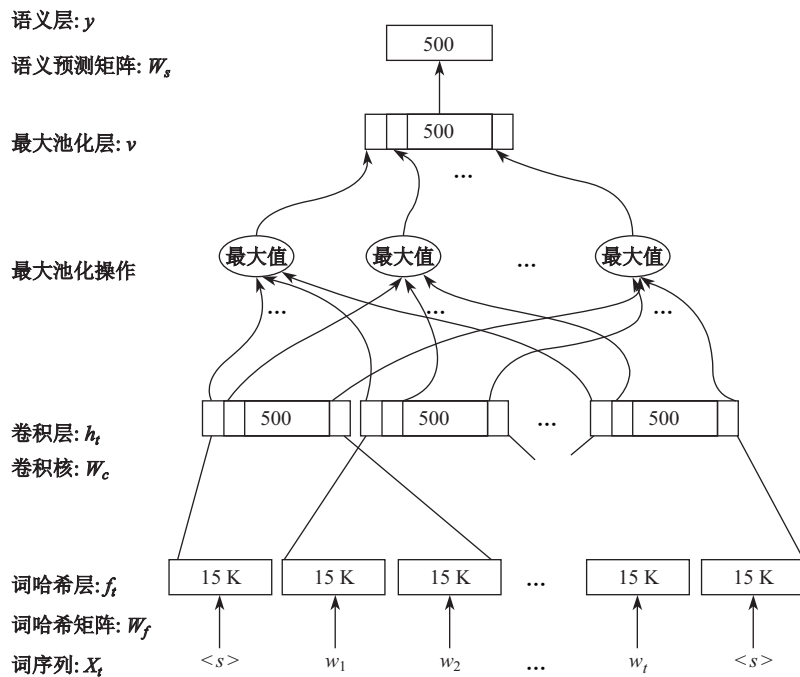 语义层: y
500
语义预测矩阵: Wₛ
最大池化层: v
500
...
最大池化操作
最大值 最大值 ... 最大值
... ... ...
卷积层: hₜ
500 500 ... 500
卷积核: W꜀
词哈希层: fₜ
15 K 15 K 15 K ... 15 K 15 K
词哈希矩阵: W_f
词序列: Xₜ
<s> w₁ w₂ ... wₜ <s>